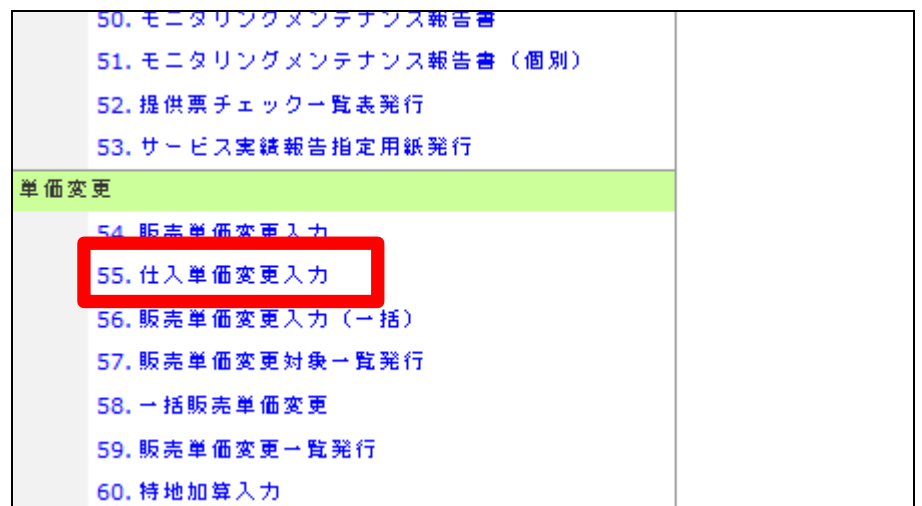 50. モニタリングメンテナンス報告書
51. モニタリングメンテナンス報告書（個別）
52. 提供票チェック一覧表発行
53. サービス実績報告指定用紙発行
単価変更
54. 販売単価変更入力
55. 仕入単価変更入力
56. 販売単価変更入力（一括）
57. 販売単価変更対象一覧発行
58. 一括販売単価変更
59. 販売単価変更一覧発行
60. 特地加算入力